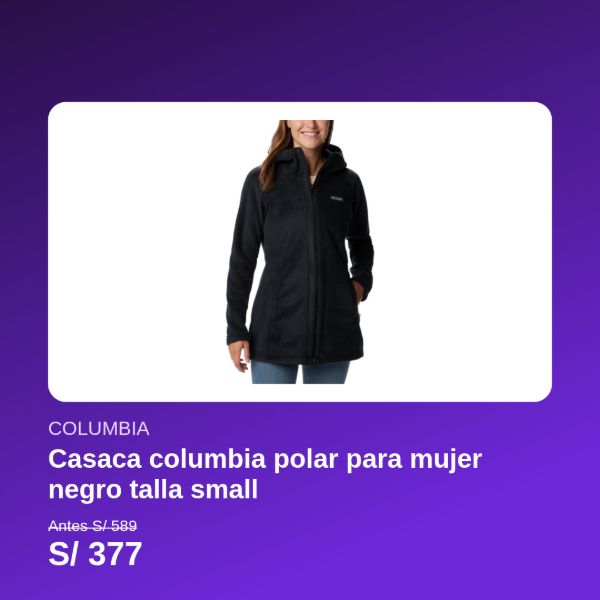 COLUMBIA
Casaca columbia polar para mujer
negro talla small
Antes S/ 589
S/ 377